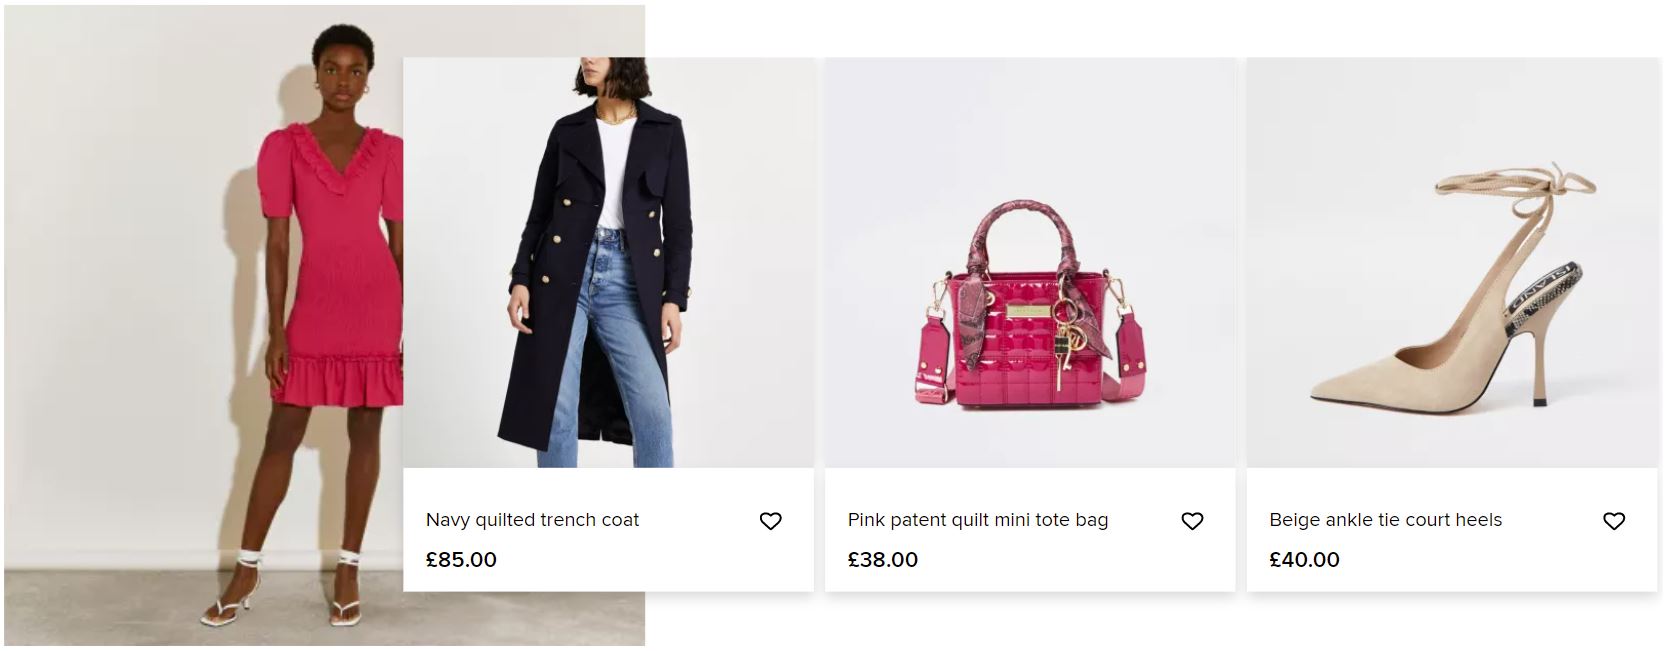 Navy quilted trench coat
£85.00
Pink patent quilt mini tote bag
£38.00
Beige ankle tie court heels
£40.00